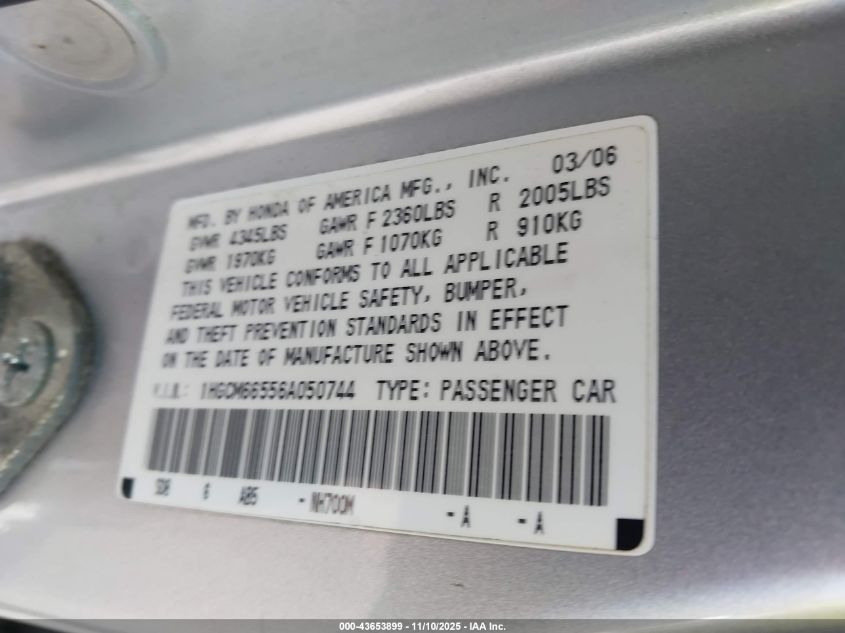 MFD. BY HONDA OF AMERICA MFG., INC. 03/06
GVWR 4345LBS GAWR F 2360LBS R 2005LBS
GVWR 1970KG GAWR F 1070KG R 910KG
THIS VEHICLE CONFORMS TO ALL APPLICABLE
FEDERAL MOTOR VEHICLE SAFETY, BUMPER,
AND THEFT PREVENTION STANDARDS IN EFFECT
ON THE DATE OF MANUFACTURE SHOWN ABOVE.
V.I.N.: 1HGCM66556A050744 TYPE: PASSENGER CAR
6 AB5 - NH700M -A -A
000-43653899 - 11/10/2025 - IAA Inc.